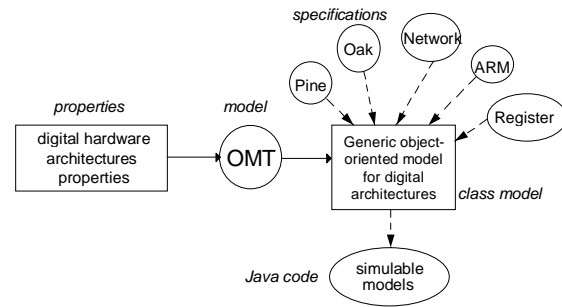 specifications
Network
Oak
ARM
Pine
properties
model
Register
digital hardware
architectures
properties
OMT
Generic object-
oriented model
for digital
architectures
class model
Java code
simulable
models